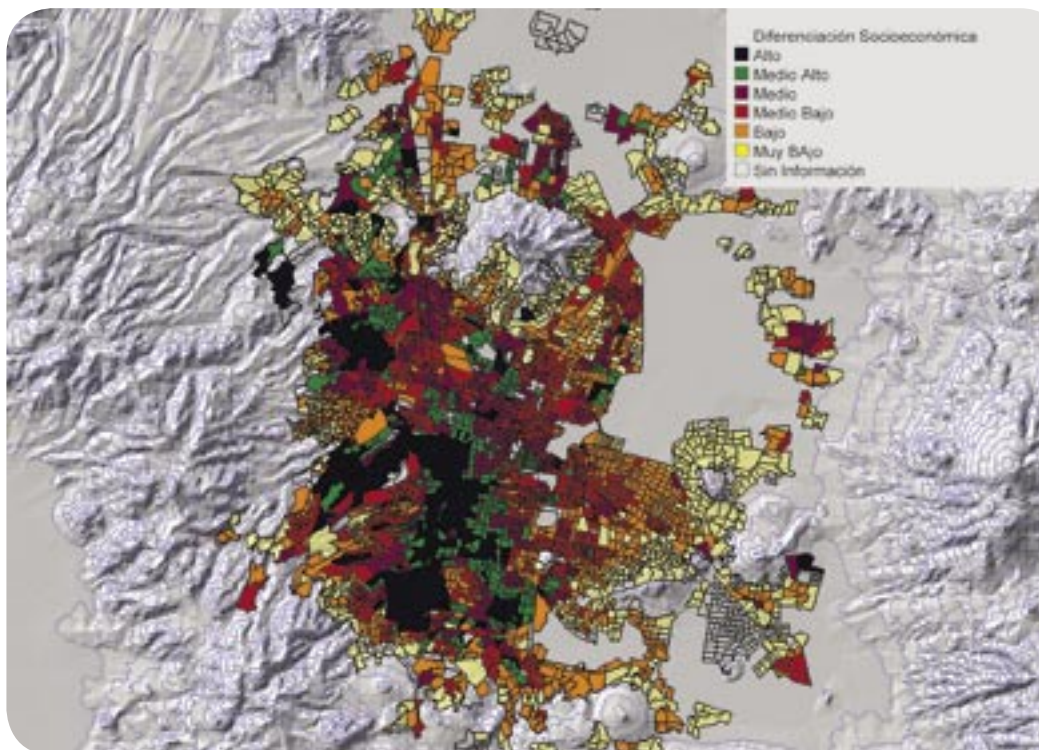 Diferenciación Socioeconómica
Alto
Medio Alto
Medio
Medio Bajo
Bajo
Muy BAjo
Sin Información